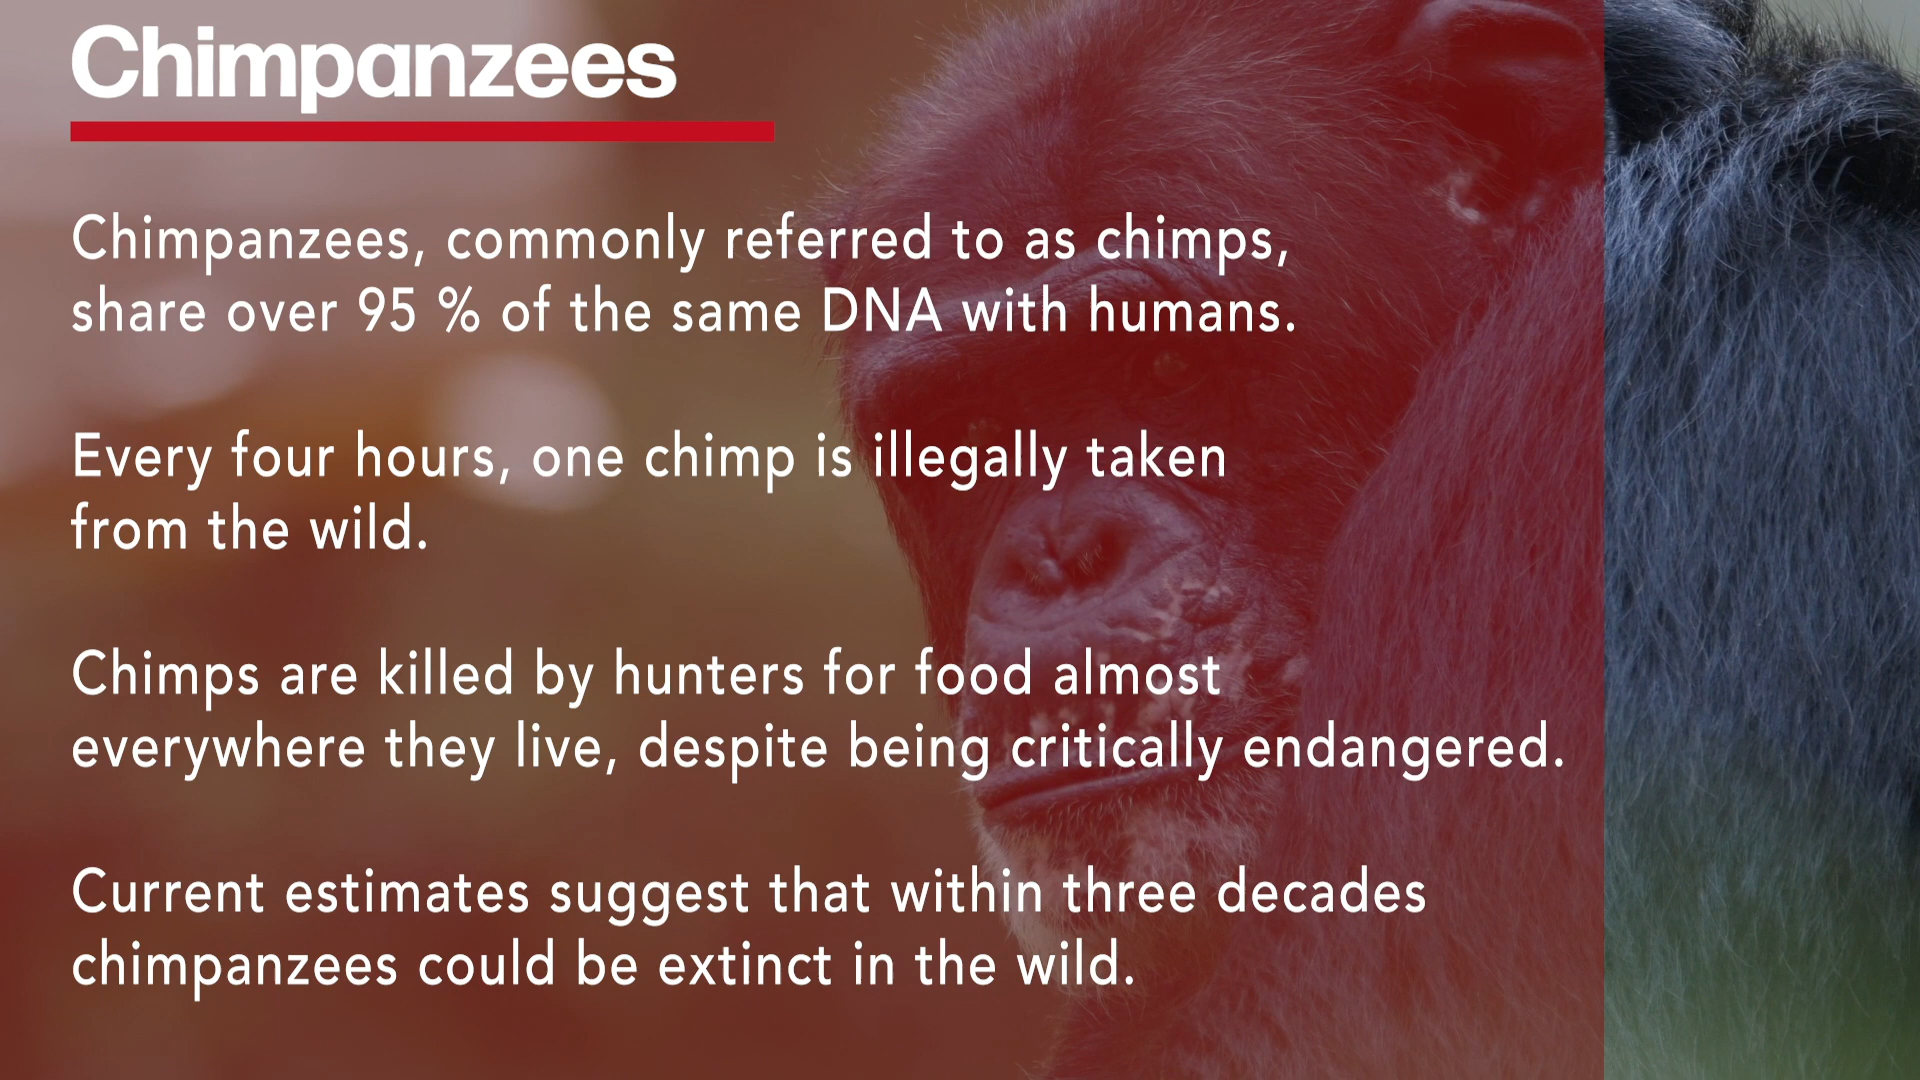 Chimpanzees
Chimpanzees, commonly referred to as chimps,
share over 95 % of the same DNA with humans.
Every four hours, one chimp is illegally taken
from the wild.
Chimps are killed by hunters for food almost
everywhere they live, despite being critically endangered.
Current estimates suggest that within three decades
chimpanzees could be extinct in the wild.